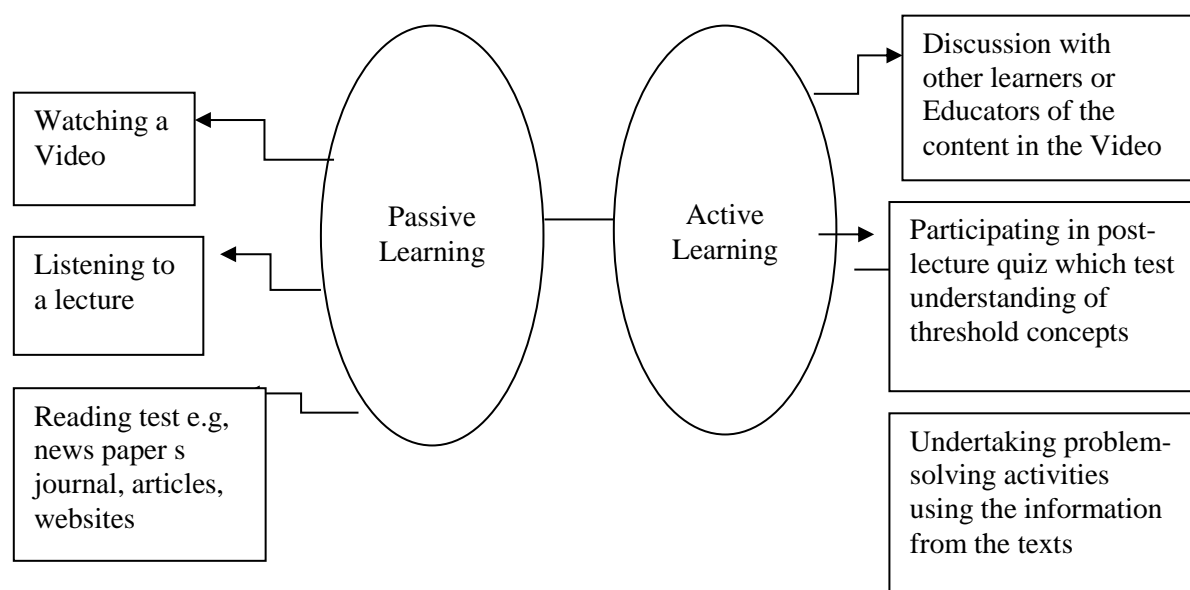 Watching a
Video
Listening to
a lecture
Reading test e.g,
news paper s
journal, articles,
websites
Passive
Learning
Active
Learning
Discussion with
other learners or
Educators of the
content in the Video
Participating in post-
lecture quiz which test
understanding of
threshold concepts
Undertaking problem-
solving activities
using the information
from the texts